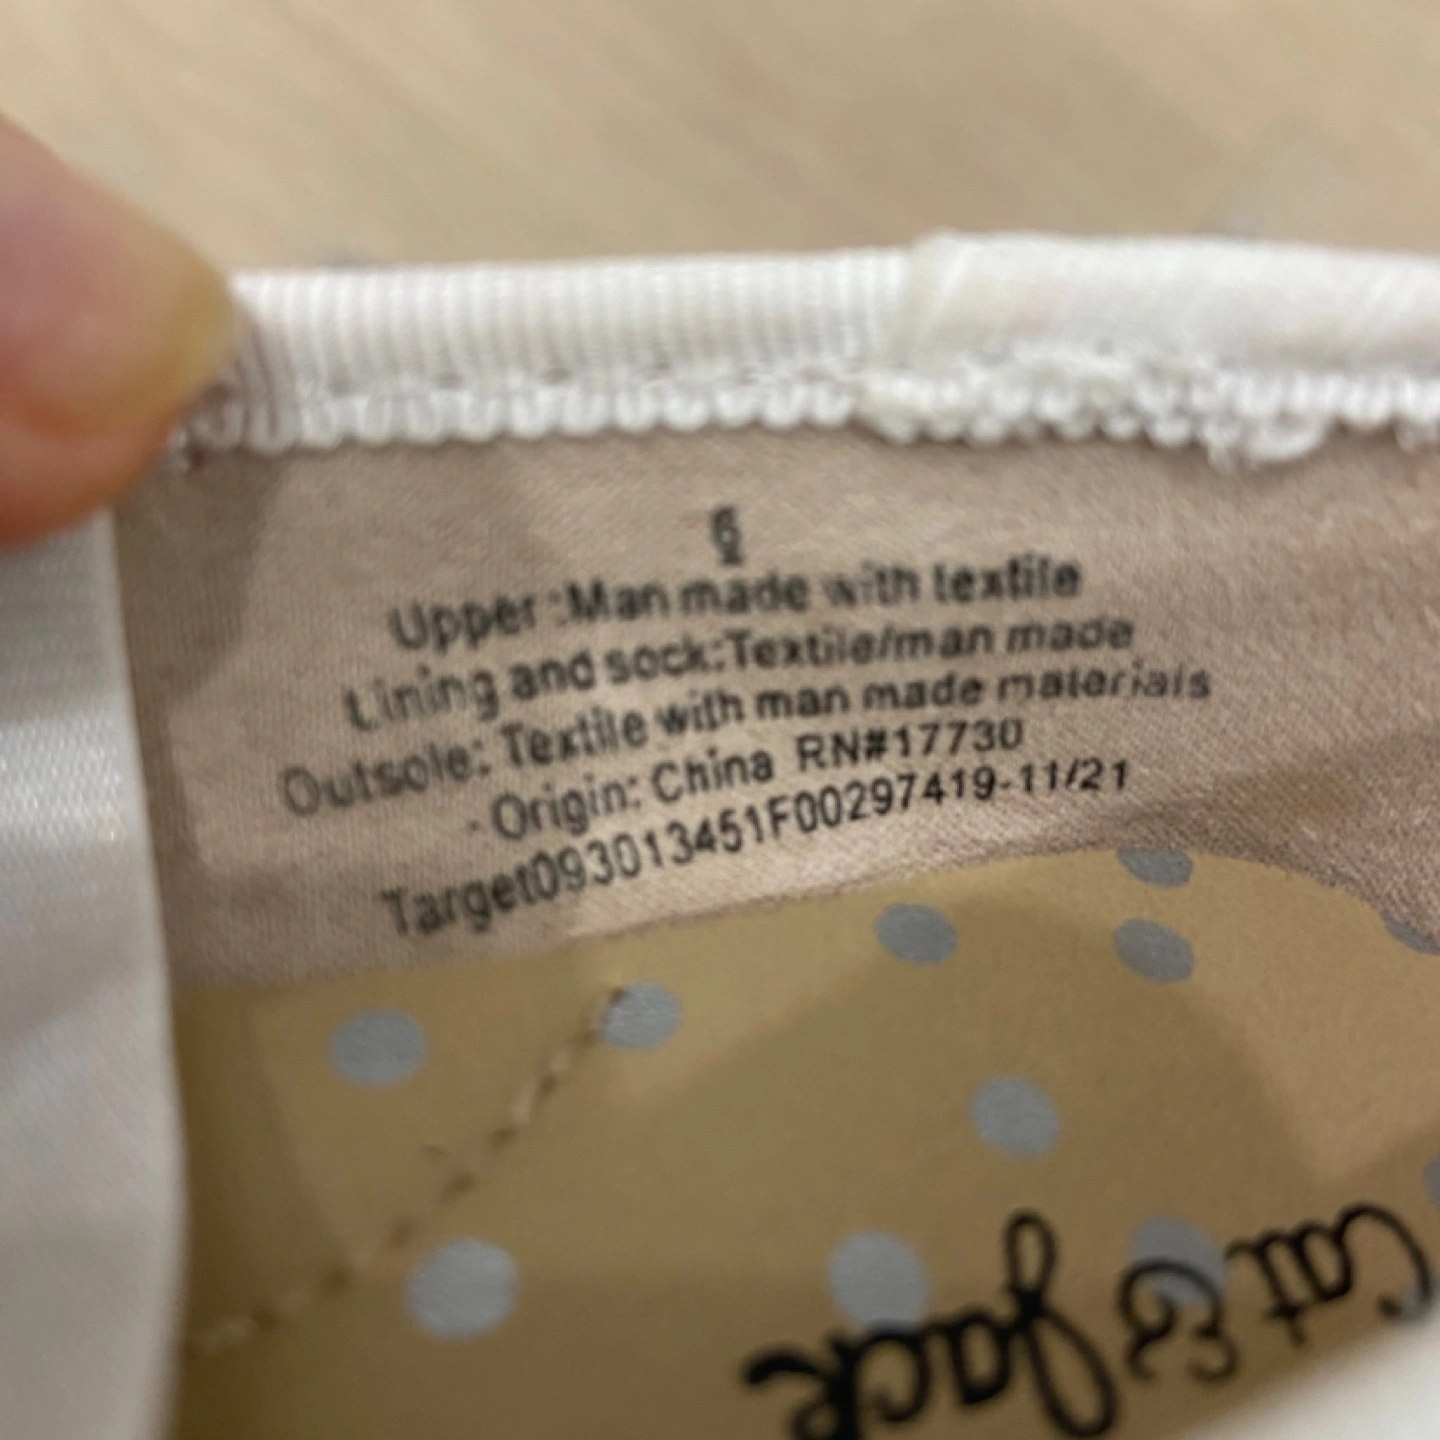 6
Upper :Man made with textile
Lining and sock:Textile/man made
Outsole: Textile with man made materials
Origin: China RN#17730
Target093013451F00297419-11/21
Cat & Jack